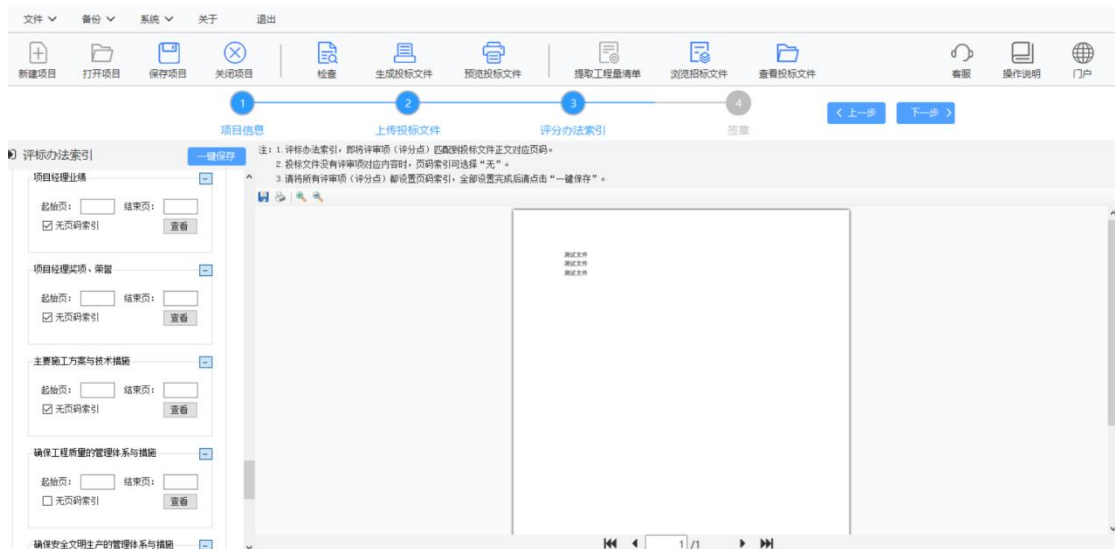 文件 备份 系统 关于 退出
新建项目 打开项目 保存项目 关闭项目 检查 生成投标文件 预览投标文件 提取工程量清单 浏览招标文件 查看投标文件 客服 操作说明 门户
1 2 3 4
项目信息 上传投标文件 评分办法索引 签章
上一步 下一步
评标办法索引 一键保存
注：1.评标办法索引，即将评审项（评分点）匹配到投标文件正文对应页码。
2.投标文件没有评审项对应内容时，页码索引可选择“无”。
3.请将所有评审项（评分点）都设置页码索引，全部设置完成后请点击“一键保存”。
项目经理业绩
起始页： 结束页：
无页码索引 查看
项目经理奖项、荣誉
起始页： 结束页：
无页码索引 查看
主要施工方案与技术措施
起始页： 结束页：
无页码索引 查看
确保工程质量的管理体系与措施
起始页： 结束页：
无页码索引 查看
确保安全文明生产的管理体系与措施
测试文件
测试文件
测试文件
1 /1